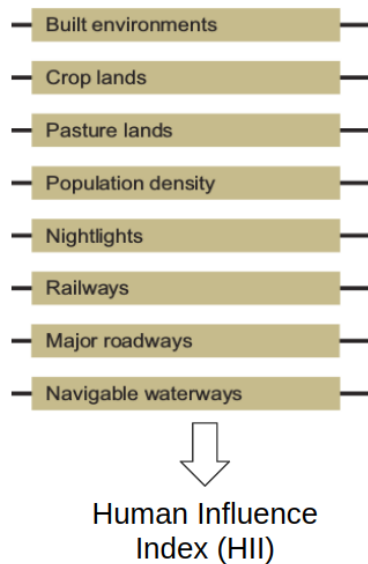 Built environments
Crop lands
Pasture lands
Population density
Nightlights
Railways
Major roadways
Navigable waterways
Human Influence
Index (HII)